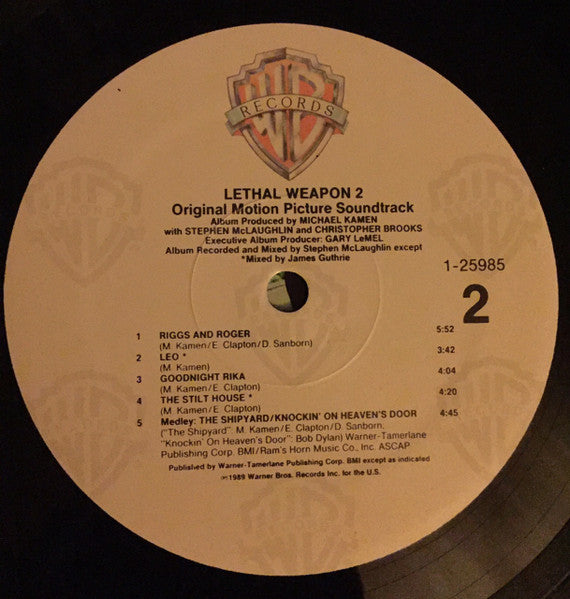 WB
RECORDS
LETHAL WEAPON 2
Original Motion Picture Soundtrack
Album Produced by MICHAEL KAMEN
with STEPHEN McLAUGHLIN and CHRISTOPHER BROOKS
Executive Album Producer: GARY LeMEL
Album Recorded and Mixed by Stephen McLaughlin except
*Mixed by James Guthrie
1-25985
2
1 RIGGS AND ROGER 5:52
(M. Kamen/E. Clapton/D. Sanborn)
2 LEO * 3:42
(M. Kamen)
3 GOODNIGHT RIKA 4:04
(M. Kamen/E. Clapton)
4 THE STILT HOUSE * 4:20
(M. Kamen/E. Clapton)
5 Medley: THE SHIPYARD/KNOCKIN' ON HEAVEN'S DOOR 4:45
("The Shipyard": M. Kamen/E. Clapton/D. Sanborn,
"Knockin' On Heaven's Door": Bob Dylan) Warner-Tamerlane
Publishing Corp. BMI/Ram's Horn Music Co., Inc. ASCAP
Published by Warner-Tamerlane Publishing Corp. BMI except as indicated
℗1989 Warner Bros. Records Inc. for the U.S.